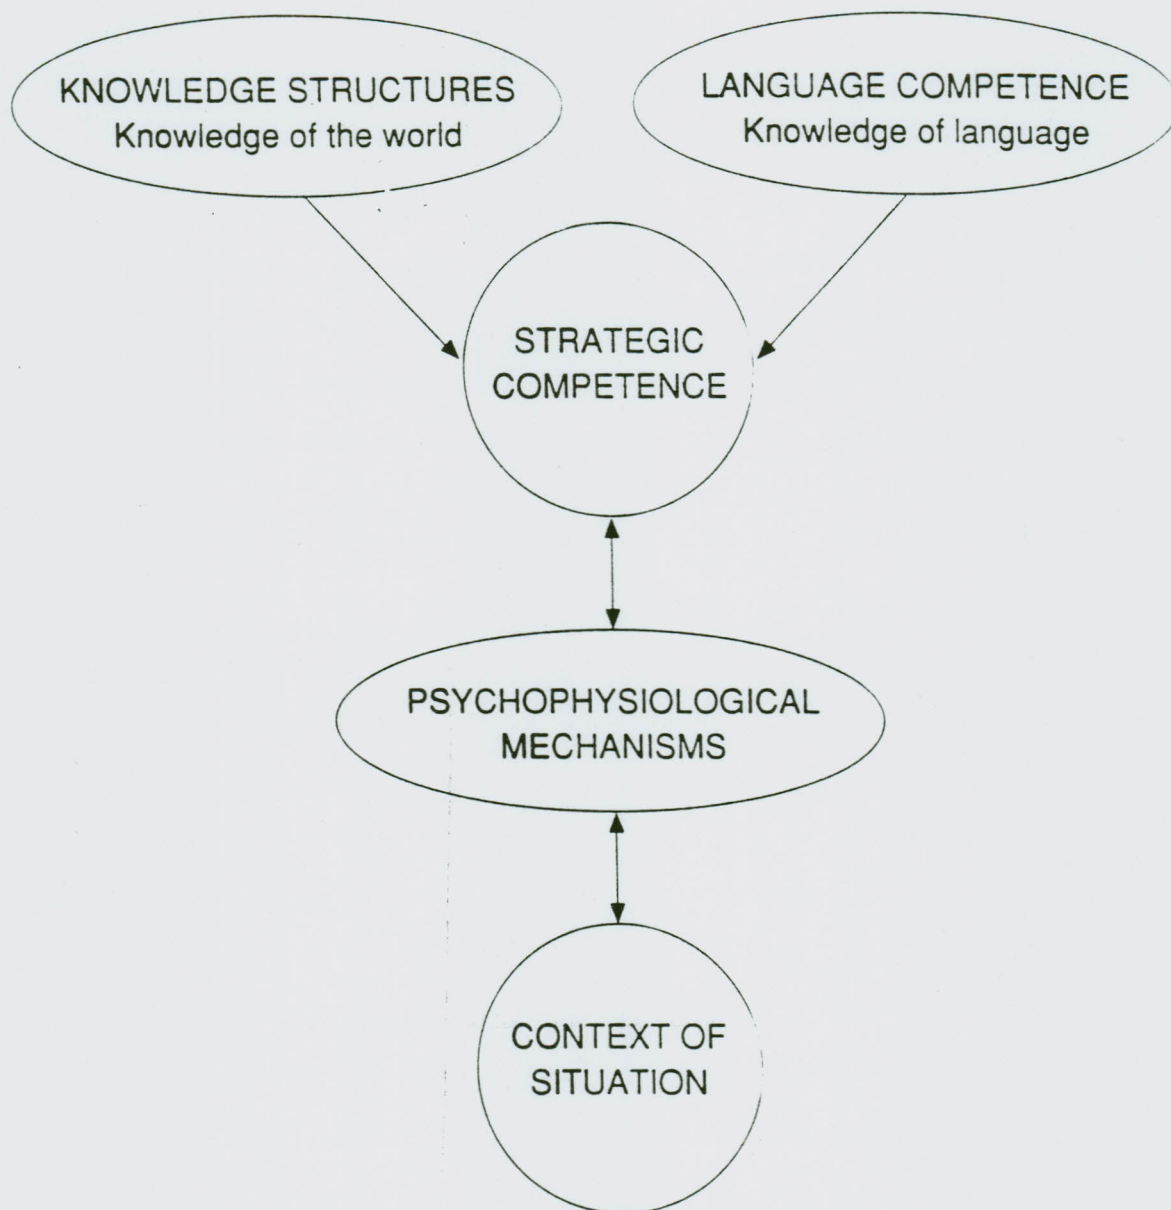 KNOWLEDGE STRUCTURES
Knowledge of the world
LANGUAGE COMPETENCE
Knowledge of language
STRATEGIC
COMPETENCE
PSYCHOPHYSIOLOGICAL
MECHANISMS
CONTEXT OF
SITUATION